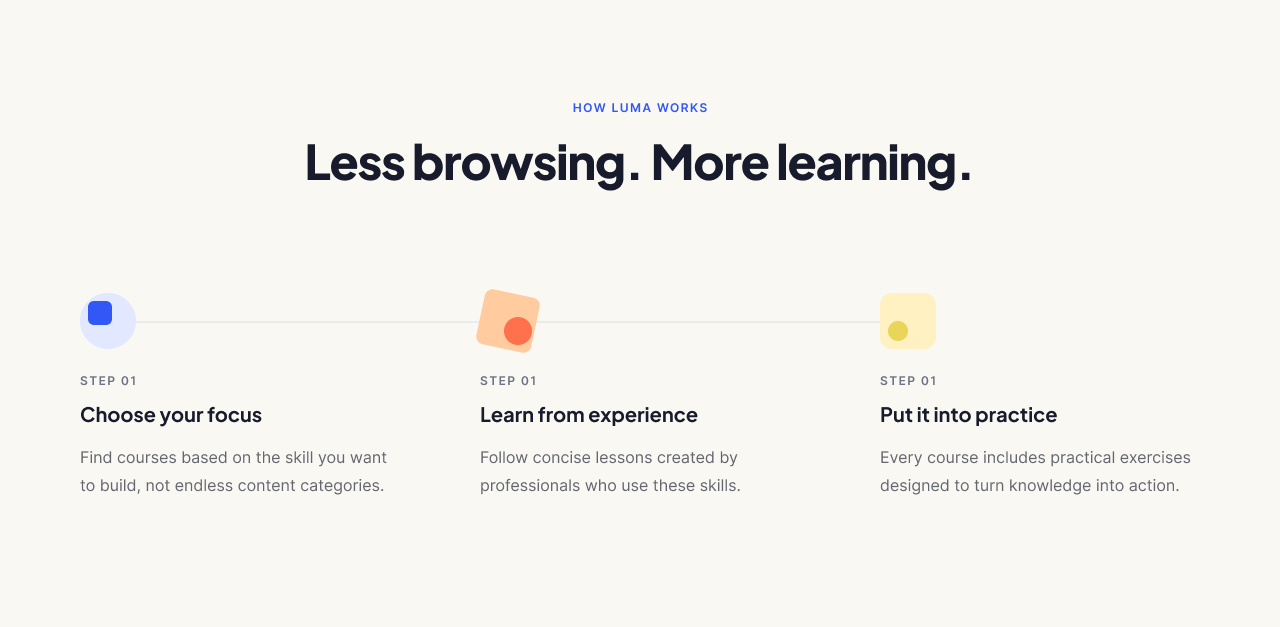 HOW LUMA WORKS
Less browsing. More learning.
STEP 01
Choose your focus
Find courses based on the skill you want
to build, not endless content categories.
STEP 01
Learn from experience
Follow concise lessons created by
professionals who use these skills.
STEP 01
Put it into practice
Every course includes practical exercises
designed to turn knowledge into action.